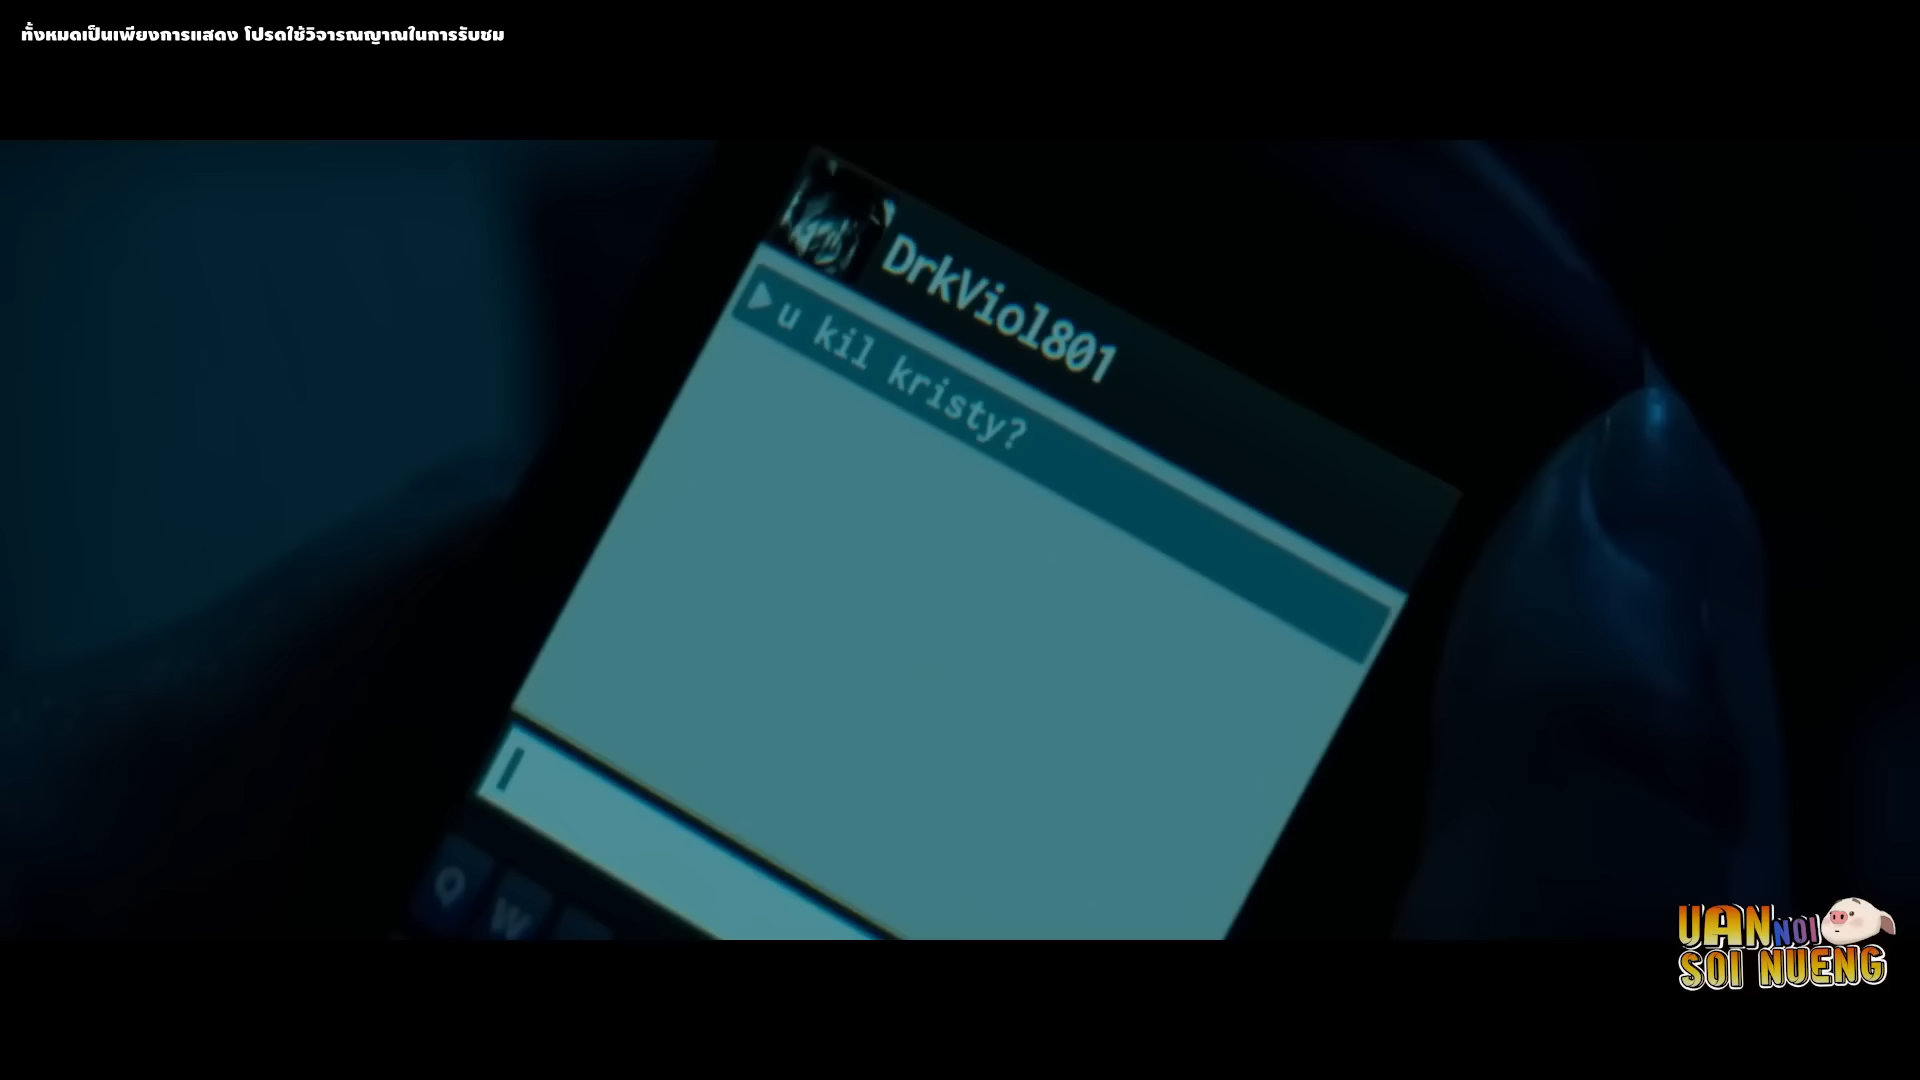 ทั้งหมดเป็นเพียงการแสดง โปรดใช้วิจารณญาณในการรับชม
DrkViol801
u kil kristy?
Q W
UAN NOI
SOI NUENG